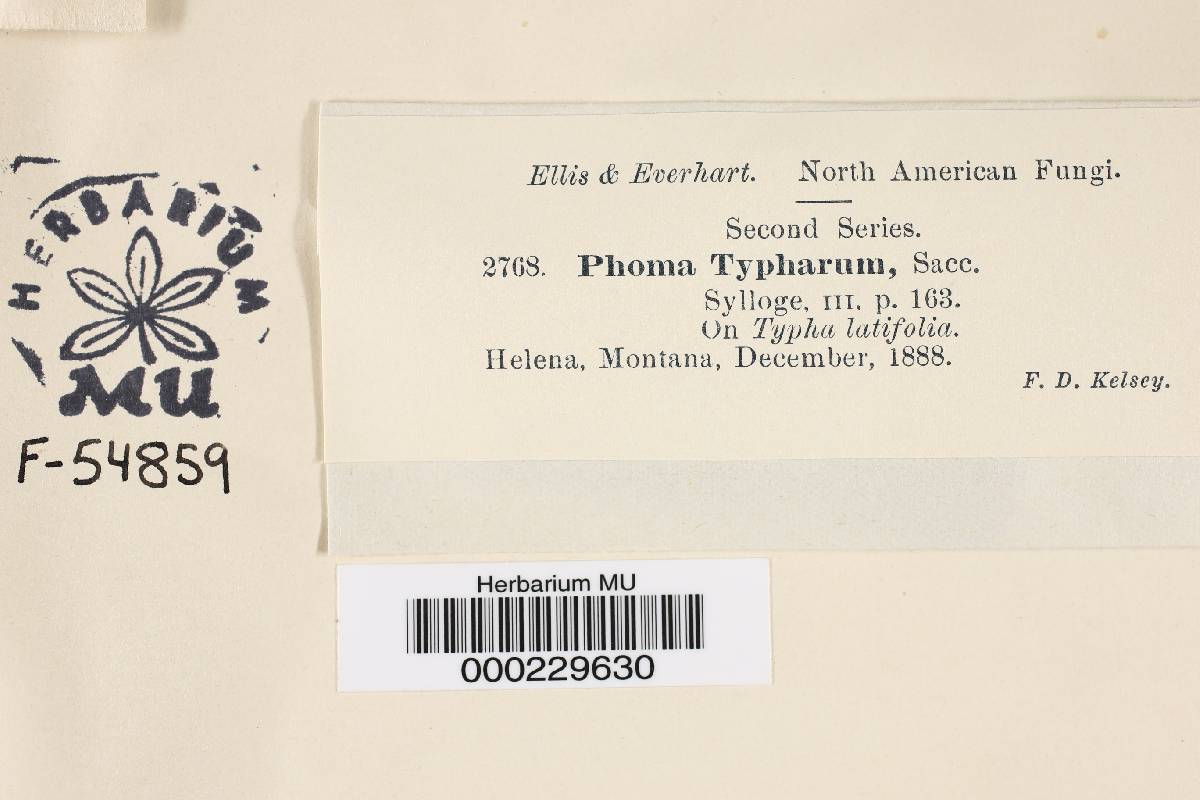 HERBARIUM
MU
F-54859
Ellis & Everhart. North American Fungi.
Second Series.
2768. Phoma Typharum, Sacc.
Sylloge, III. p. 163.
On Typha latifolia.
Helena, Montana, December, 1888.
F. D. Kelsey.
Herbarium MU
000229630